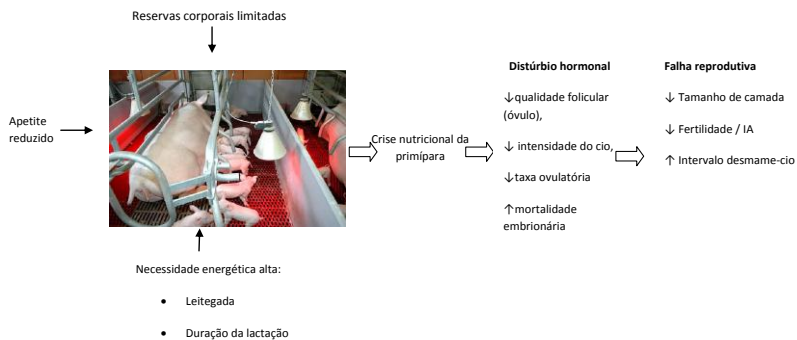 Reservas corporais limitadas
Apetite
reduzido
Necessidade energética alta:
• Leitegada
• Duração da lactação
Crise nutricional da
primípara
Distúrbio hormonal
↓qualidade folicular
(óvulo),
↓ intensidade do cio,
↓taxa ovulatória
↑mortalidade
embrionária
Falha reprodutiva
↓ Tamanho de camada
↓ Fertilidade / IA
↑ Intervalo desmame-cio